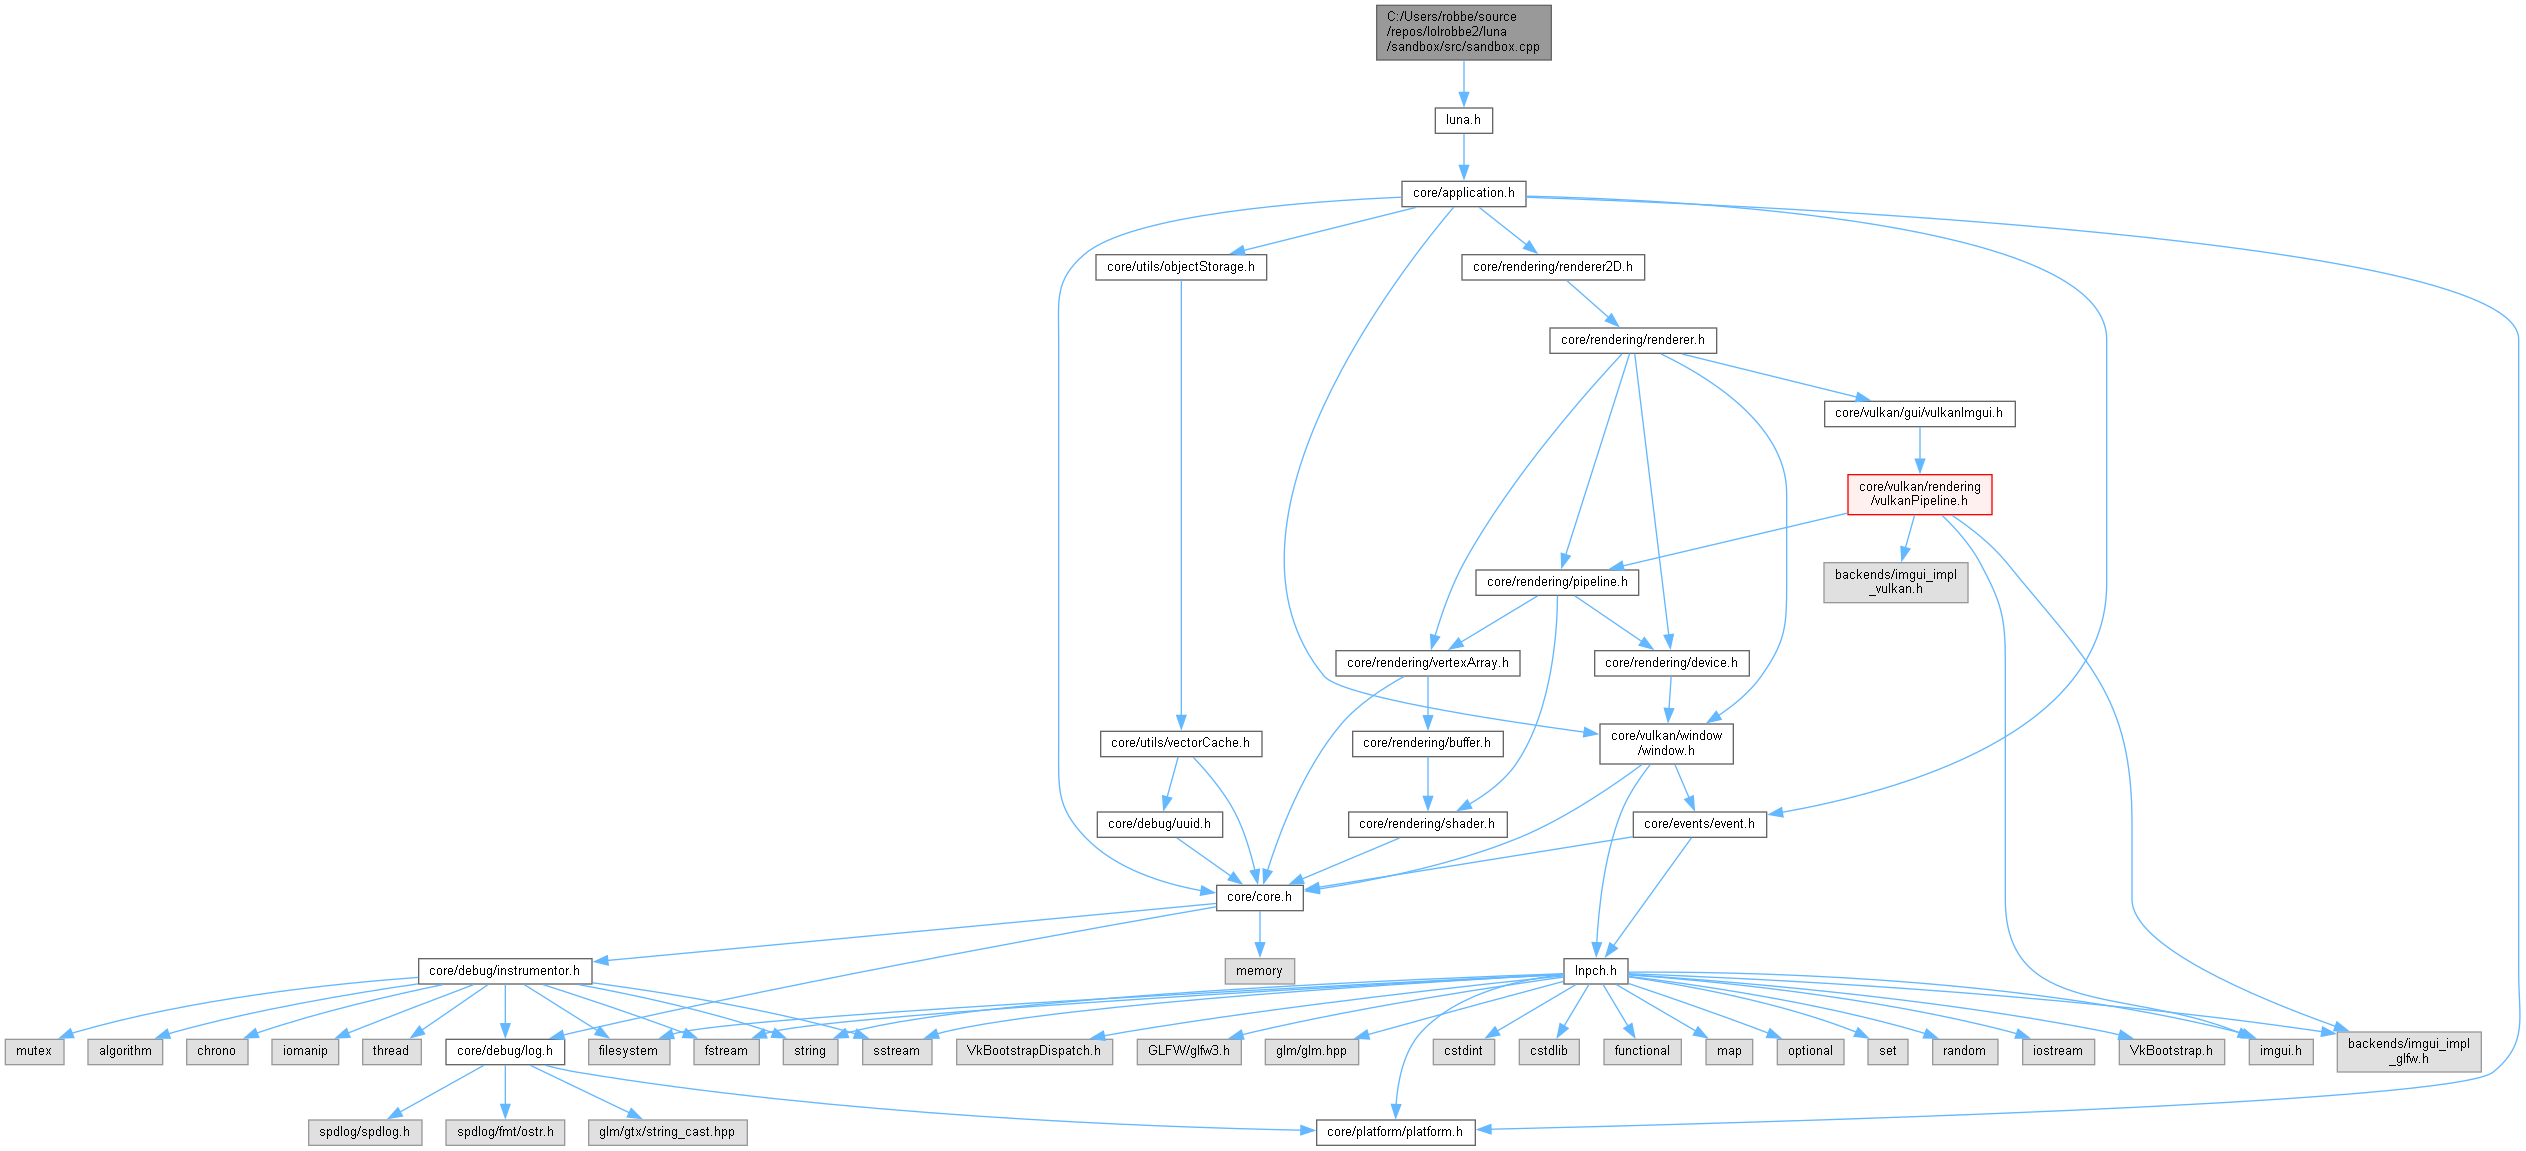 C:/Users/robbe/source
/repos/lolrobbe2/luna
/sandbox/src/sandbox.cpp
luna.h
core/application.h
core/utils/objectStorage.h
core/rendering/renderer2D.h
core/rendering/renderer.h
core/vulkan/gui/vulkanImgui.h
core/vulkan/rendering
/vulkanPipeline.h
core/rendering/pipeline.h
backends/imgui_impl
_vulkan.h
core/rendering/vertexArray.h
core/rendering/device.h
core/utils/vectorCache.h
core/rendering/buffer.h
core/vulkan/window
/window.h
core/debug/uuid.h
core/rendering/shader.h
core/events/event.h
core/core.h
core/debug/instrumentor.h
memory
lnpch.h
mutex
algorithm
chrono
iomanip
thread
core/debug/log.h
filesystem
fstream
string
sstream
VkBootstrapDispatch.h
GLFW/glfw3.h
glm/glm.hpp
cstdint
cstdlib
functional
map
optional
set
random
iostream
VkBootstrap.h
imgui.h
backends/imgui_impl
_glfw.h
spdlog/spdlog.h
spdlog/fmt/ostr.h
glm/gtx/string_cast.hpp
core/platform/platform.h